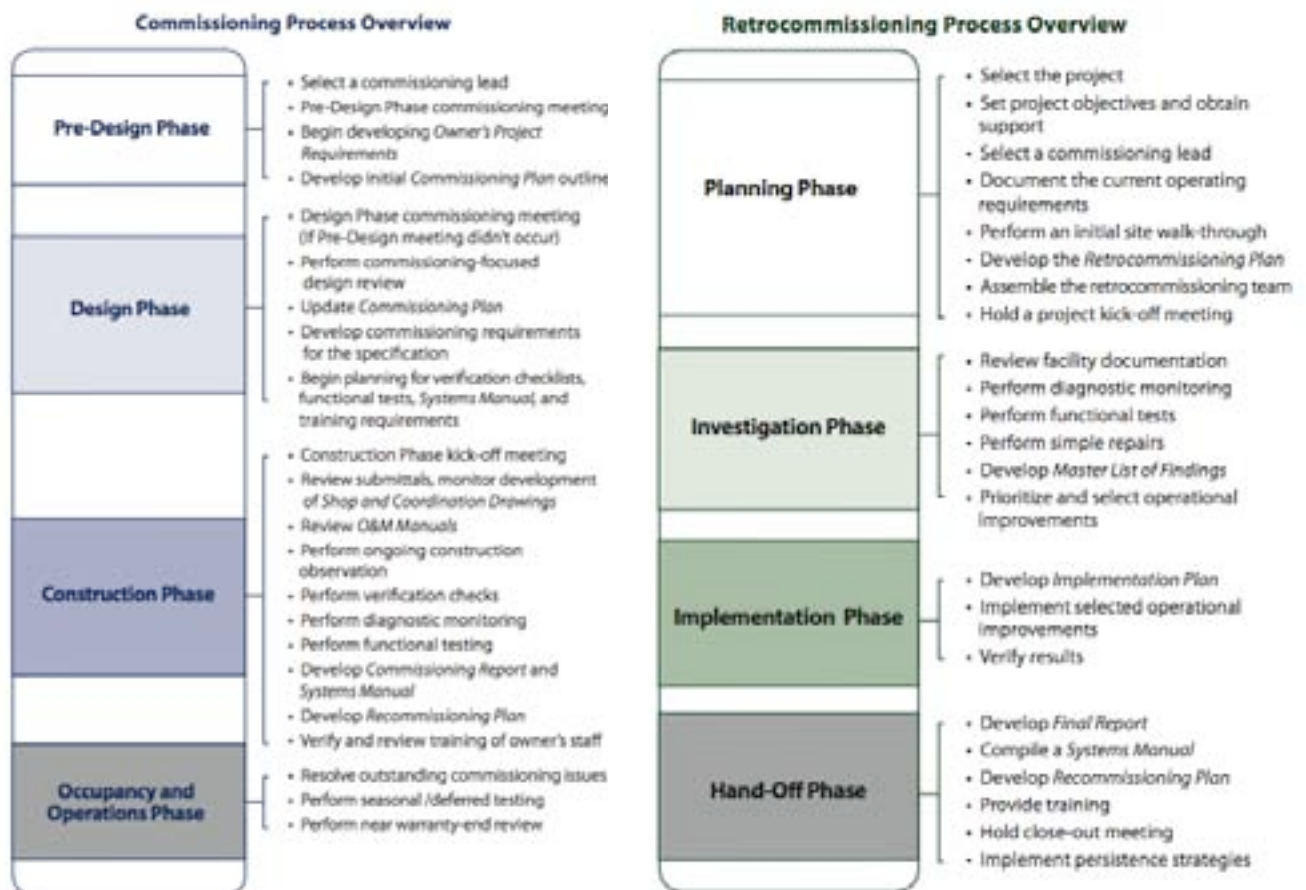 Commissioning Process Overview
Pre-Design Phase
• Select a commissioning lead
• Pre-Design Phase commissioning meeting
• Begin developing Owner's Project
Requirements
• Develop initial Commissioning Plan outline
Design Phase
• Design Phase commissioning meeting
(If Pre-Design meeting didn't occur)
• Perform commissioning-focused
design review
• Update Commissioning Plan
• Develop commissioning requirements
for the specification
• Begin planning for verification checklists,
functional tests, Systems Manual, and
training requirements
Construction Phase
• Construction Phase kick-off meeting
• Review submittals, monitor development
of Shop and Coordination Drawings
• Review O&M Manuals
• Perform ongoing construction
observation
• Perform verification checks
• Perform diagnostic monitoring
• Perform functional testing
• Develop Commissioning Report and
Systems Manual
• Develop Recommissioning Plan
• Verify and review training of owner's staff
Occupancy and
Operations Phase
• Resolve outstanding commissioning issues
• Perform seasonal /deferred testing
• Perform near warranty-end review
Retrocommissioning Process Overview
Planning Phase
• Select the project
• Set project objectives and obtain
support
• Select a commissioning lead
• Document the current operating
requirements
• Perform an initial site walk-through
• Develop the Retrocommissioning Plan
• Assemble the retrocommissioning team
• Hold a project kick-off meeting
Investigation Phase
• Review facility documentation
• Perform diagnostic monitoring
• Perform functional tests
• Perform simple repairs
• Develop Master List of Findings
• Prioritize and select operational
improvements
Implementation Phase
• Develop Implementation Plan
• Implement selected operational
improvements
• Verify results
Hand-Off Phase
• Develop Final Report
• Compile a Systems Manual
• Develop Recommissioning Plan
• Provide training
• Hold close-out meeting
• Implement persistence strategies